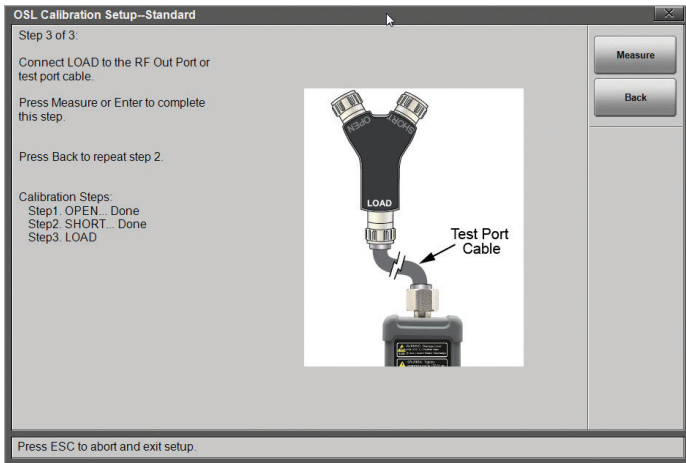 OSL Calibration Setup--Standard
Step 3 of 3:
Connect LOAD to the RF Out Port or
test port cable.
Press Measure or Enter to complete
this step.
Press Back to repeat step 2.
Calibration Steps:
Step1. OPEN... Done
Step2. SHORT... Done
Step3. LOAD
OPEN
SHORT
LOAD
Test Port
Cable
Measure
Back
Press ESC to abort and exit setup.